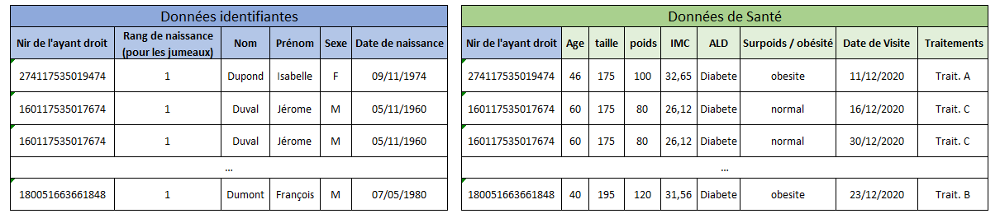 Données identifiantes
Nir de l'ayant droit Rang de naissance (pour les jumeaux) Nom Prénom Sexe Date de naissance
274117535019474 1 Dupond Isabelle F 09/11/1974
160117535017674 1 Duval Jérome M 05/11/1960
160117535017674 1 Duval Jérome M 05/11/1960
...
180051663661848 1 Dumont François M 07/05/1980
Données de Santé
Nir de l'ayant droit Age taille poids IMC ALD Surpoids / obésité Date de Visite Traitements
274117535019474 46 175 100 32,65 Diabete obesite 11/12/2020 Trait. A
160117535017674 60 175 80 26,12 Diabete normal 16/12/2020 Trait. C
160117535017674 60 175 80 26,12 Diabete normal 30/12/2020 Trait. C
...
180051663661848 40 195 120 31,56 Diabete obesite 23/12/2020 Trait. B